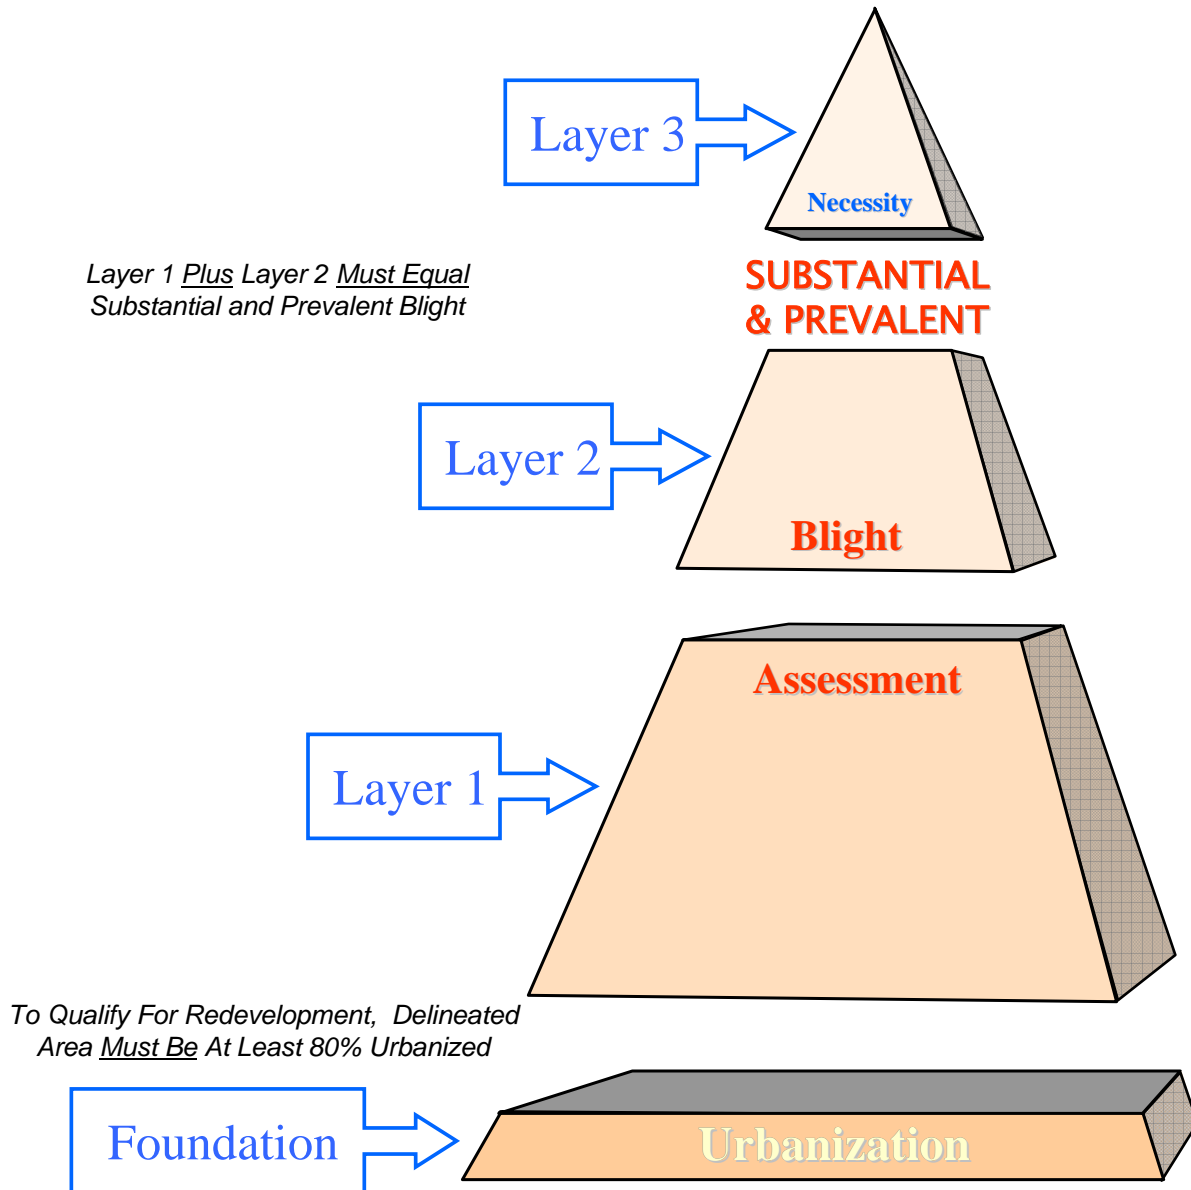 Layer 3
Necessity
Layer 1 Plus Layer 2 Must Equal
Substantial and Prevalent Blight
SUBSTANTIAL
& PREVALENT
Layer 2
Blight
Assessment
Layer 1
To Qualify For Redevelopment, Delineated
Area Must Be At Least 80% Urbanized
Foundation
Urbanization